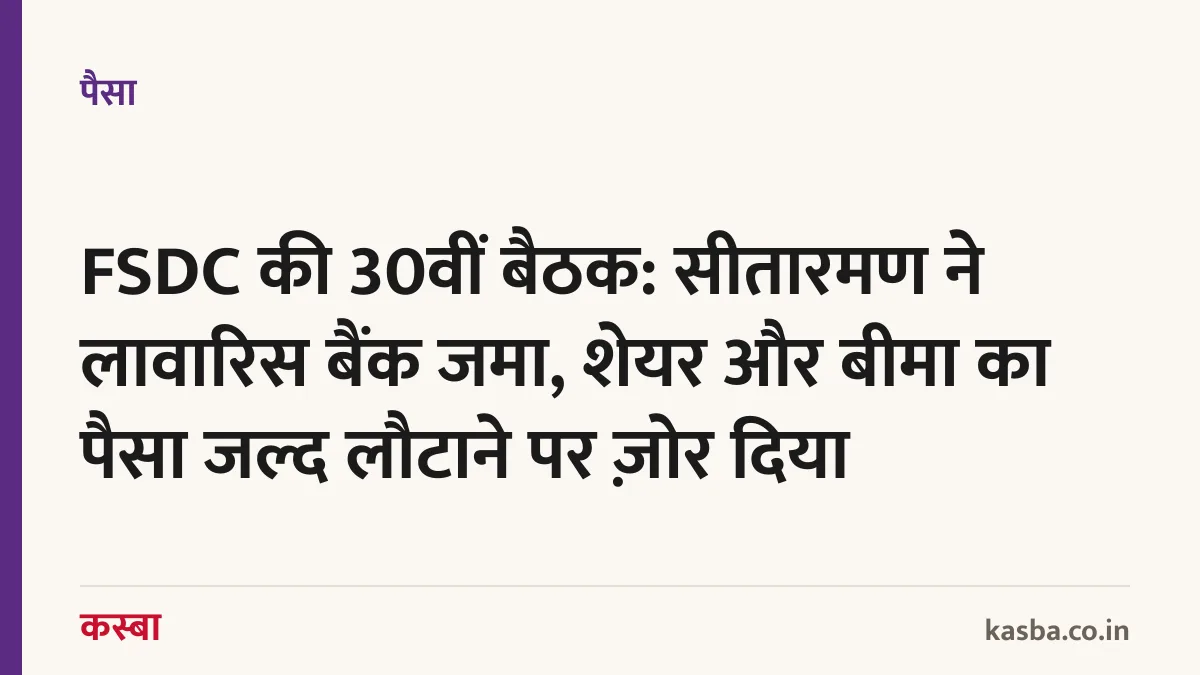 पैसा
FSDC की 30वीं बैठक: सीतारमण ने
लावारिस बैंक जमा, शेयर और बीमा का
पैसा जल्द लौटाने पर ज़ोर दिया
कस्बा
kasba.co.in